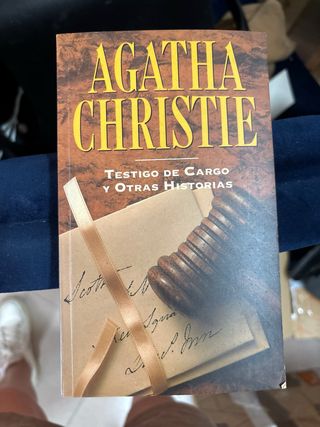 AGATHA
CHRISTIE
TESTIGO DE CARGO
Y OTRAS HISTORIAS